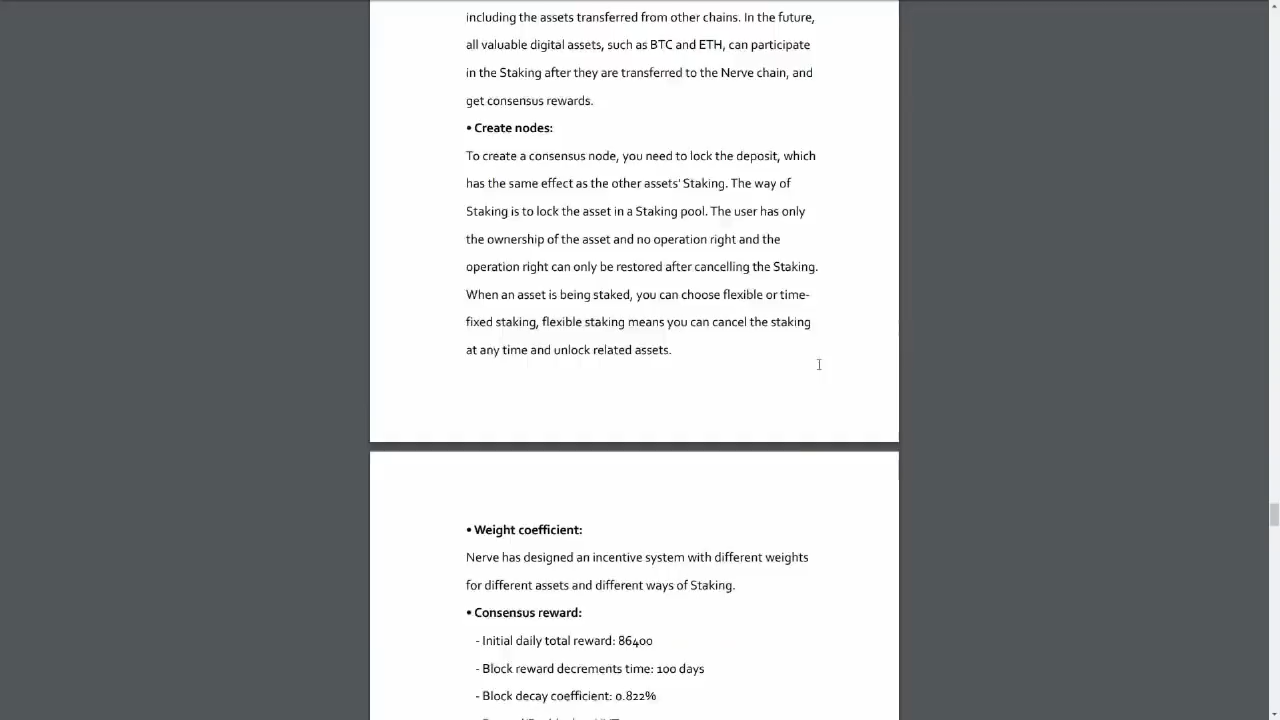 including the assets transferred from other chains. In the future,
all valuable digital assets, such as BTC and ETH, can participate
in the Staking after they are transferred to the Nerve chain, and
get consensus rewards.
• Create nodes:
To create a consensus node, you need to lock the deposit, which
has the same effect as the other assets' Staking. The way of
Staking is to lock the asset in a Staking pool. The user has only
the ownership of the asset and no operation right and the
operation right can only be restored after cancelling the Staking.
When an asset is being staked, you can choose flexible or time-
fixed staking, flexible staking means you can cancel the staking
at any time and unlock related assets.
• Weight coefficient:
Nerve has designed an incentive system with different weights
for different assets and different ways of Staking.
• Consensus reward:
- Initial daily total reward: 86400
- Block reward decrements time: 100 days
- Block decay coefficient: 0.822%